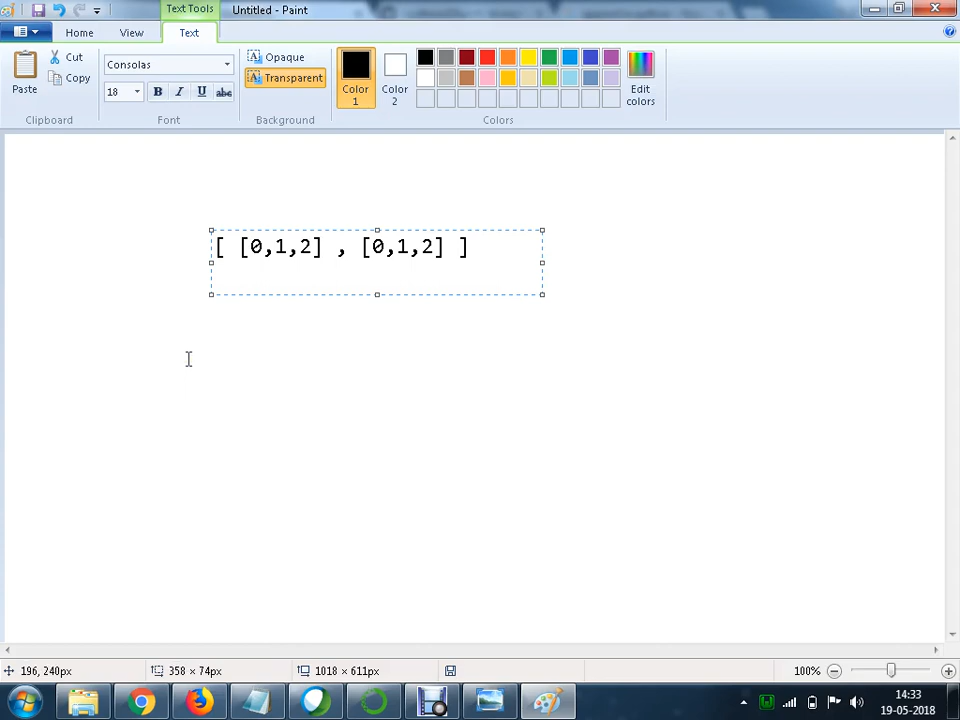 Text Tools
Untitled - Paint
Home
View
Text
Paste
Cut
Copy
Clipboard
Consolas
18
B I U abc
Font
Opaque
Transparent
Background
Color
1
Color
2
Edit
colors
Colors
[ [0,1,2] , [0,1,2] ]
196, 240px
358 × 74px
1018 × 611px
100%
14:33
19-05-2018